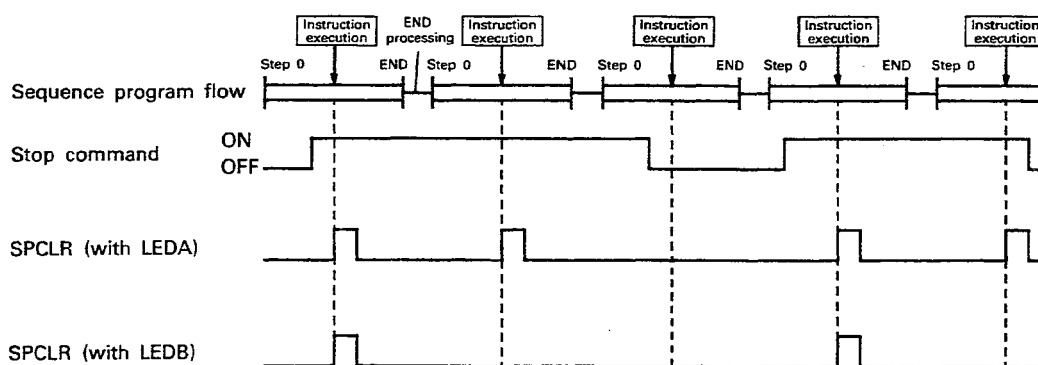 END
processing
Instruction
execution
Instruction
execution
Instruction
execution
Instruction
execution
Instruction
execution
Step 0 END Step 0 END Step 0 END Step 0 END Step 0
Sequence program flow
ON
Stop command
OFF
SPCLR (with LEDA)
SPCLR (with LEDB)